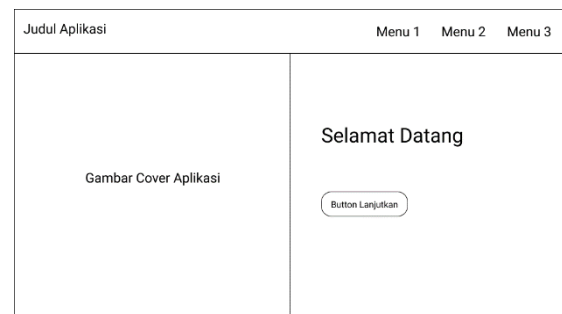 Judul Aplikasi
Menu 1 Menu 2 Menu 3
Gambar Cover Aplikasi
Selamat Datang
Button Lanjutkan